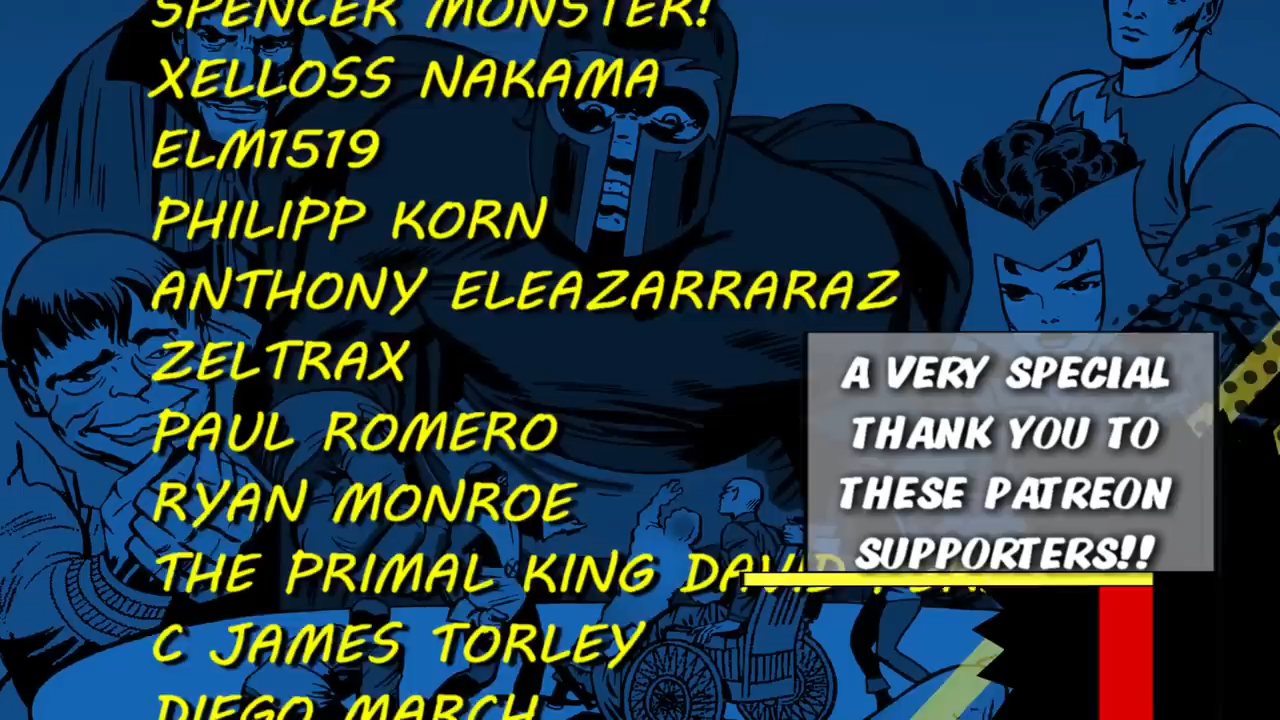 SPENCER MONSTER!
XELLOSS NAKAMA
ELM1519
PHILIPP KORN
ANTHONY ELEAZARRARAZ
ZELTRAX
PAUL ROMERO
RYAN MONROE
THE PRIMAL KING DAVID
C JAMES TORLEY
DIEGO MARCH
A VERY SPECIAL
THANK YOU TO
THESE PATREON
SUPPORTERS!!